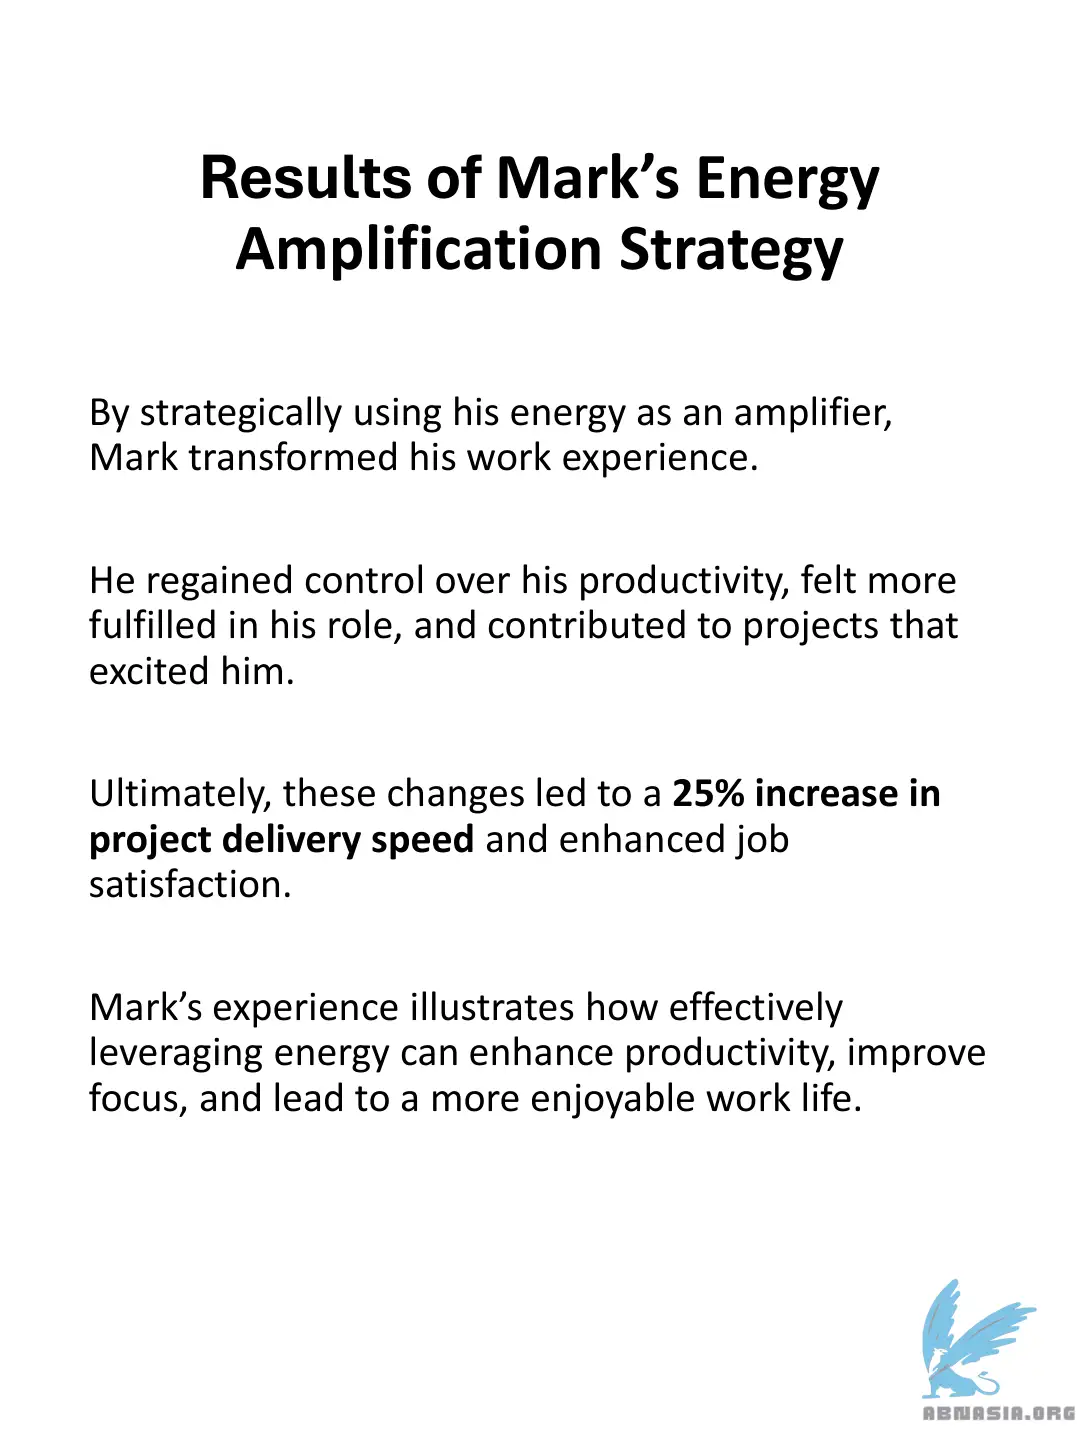 Results of Mark’s Energy
Amplification Strategy
By strategically using his energy as an amplifier,
Mark transformed his work experience.
He regained control over his productivity, felt more
fulfilled in his role, and contributed to projects that
excited him.
Ultimately, these changes led to a 25% increase in
project delivery speed and enhanced job
satisfaction.
Mark’s experience illustrates how effectively
leveraging energy can enhance productivity, improve
focus, and lead to a more enjoyable work life.
ABNASIA.ORG